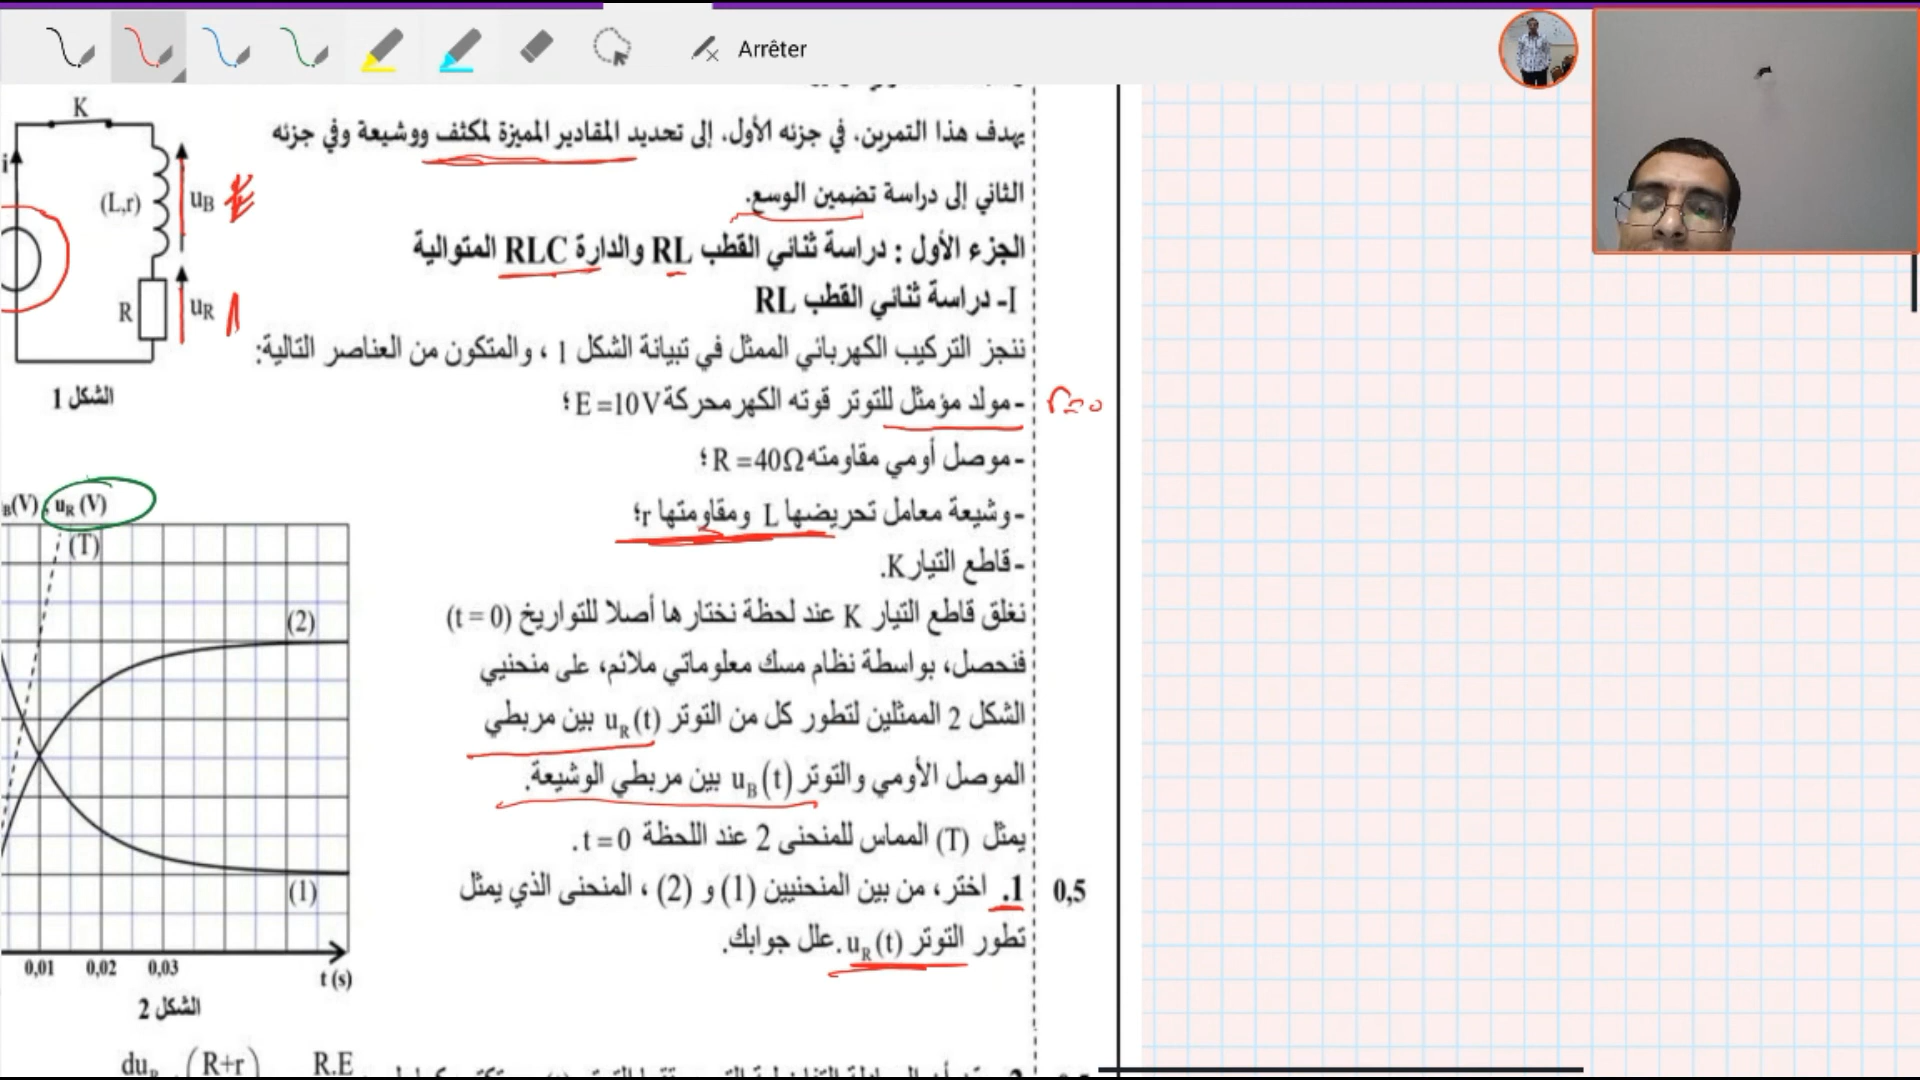 Arrêter
يهدف هذا التمرين، في جزئه الأول، إلى تحديد المقادير المميزة لمكثف ووشيعة وفي جزئه
الثاني إلى دراسة تضمين الوسع.
الجزء الأول : دراسة ثنائي القطب RL والدارة RLC المتوالية
I- دراسة ثنائي القطب RL
ننجز التركيب الكهربائي الممثل في تبيانة الشكل 1 ، والمتكون من العناصر التالية:
- مولد مؤمثل للتوتر قوته الكهرمحركة E =10V ؛
r=0
- موصل أومي مقاومته R =40Ω ؛
- وشيعة معامل تحريضها L ومقاومتها r؛
- قاطع التيار K.
نغلق قاطع التيار K عند لحظة نختارها أصلا للتواريخ (t = 0)
فنحصل، بواسطة نظام مسك معلوماتي ملائم، على منحنيي
الشكل 2 الممثلين لتطور كل من التوتر uR(t) بين مربطي
الموصل الأومي والتوتر uB(t) بين مربطي الوشيعة.
يمثل (T) المماس للمنحنى 2 عند اللحظة t = 0 .
1. اختر، من بين المنحنيين (1) و (2) ، المنحنى الذي يمثل
0,5
تطور التوتر uR(t) . علل جوابك.
K
i
(L,r)
uB
R
uR
الشكل 1
B(V) , uR (V)
(T)
(2)
(1)
0,01 0,02 0,03
t (s)
الشكل 2
duR (R+r) R.E